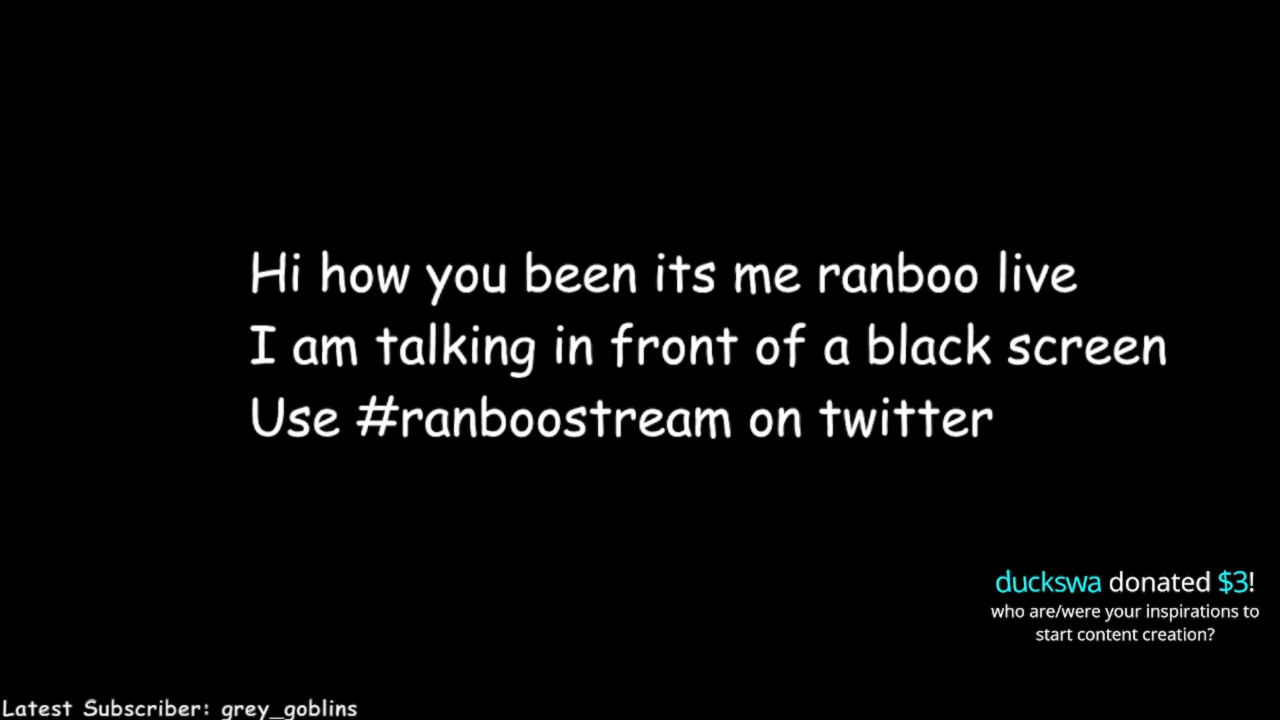 Hi how you been its me ranboo live
I am talking in front of a black screen
Use #ranboostream on twitter
duckswa donated $3!
who are/were your inspirations to
start content creation?
Latest Subscriber: grey_goblins